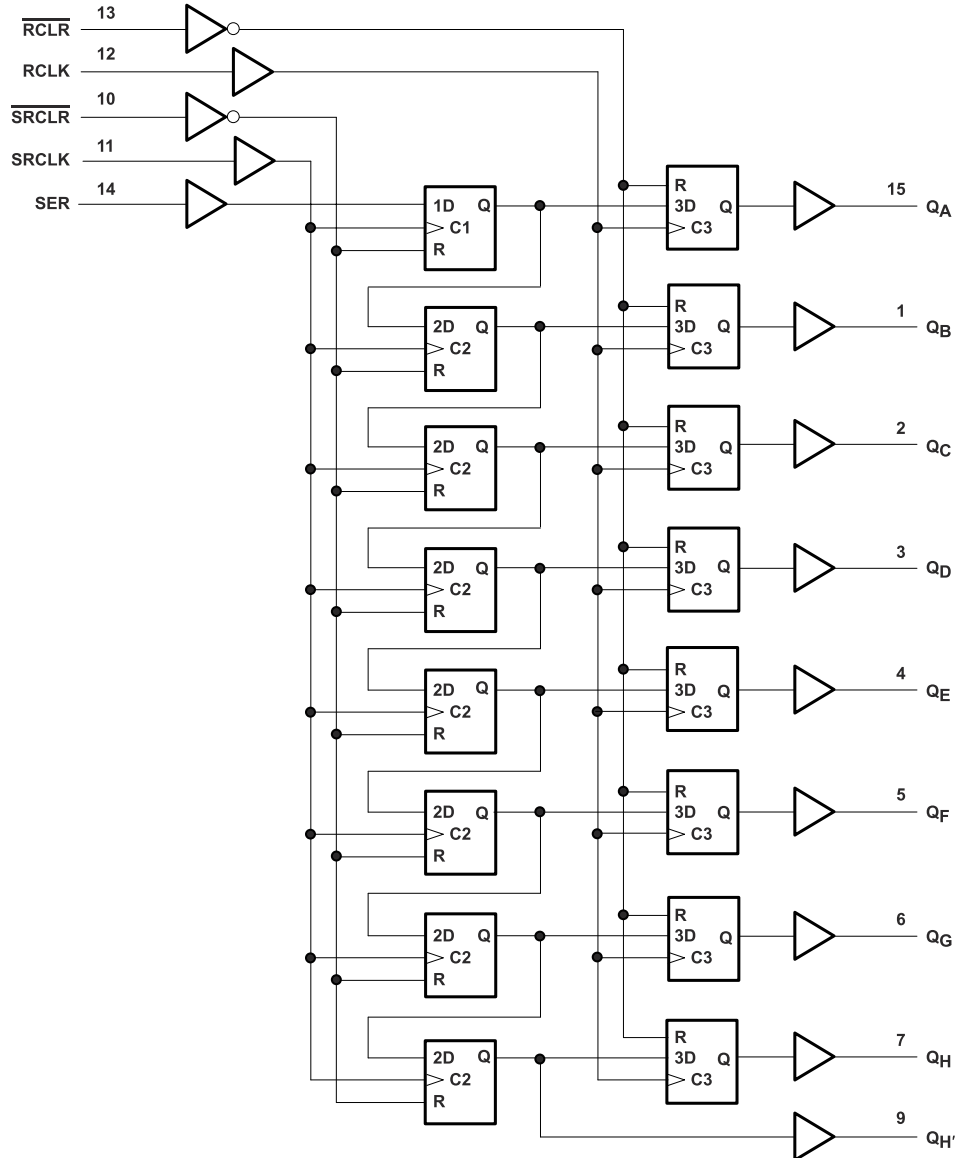 RCLR 13
RCLK 12
SRCLR 10
SRCLK 11
SER 14
1D Q
C1
R
R
3D Q
C3
15
QA
2D Q
C2
R
R
3D Q
C3
1
QB
2D Q
C2
R
R
3D Q
C3
2
QC
2D Q
C2
R
R
3D Q
C3
3
QD
2D Q
C2
R
R
3D Q
C3
4
QE
2D Q
C2
R
R
3D Q
C3
5
QF
2D Q
C2
R
R
3D Q
C3
6
QG
2D Q
C2
R
R
3D Q
C3
7
QH
9
QH′